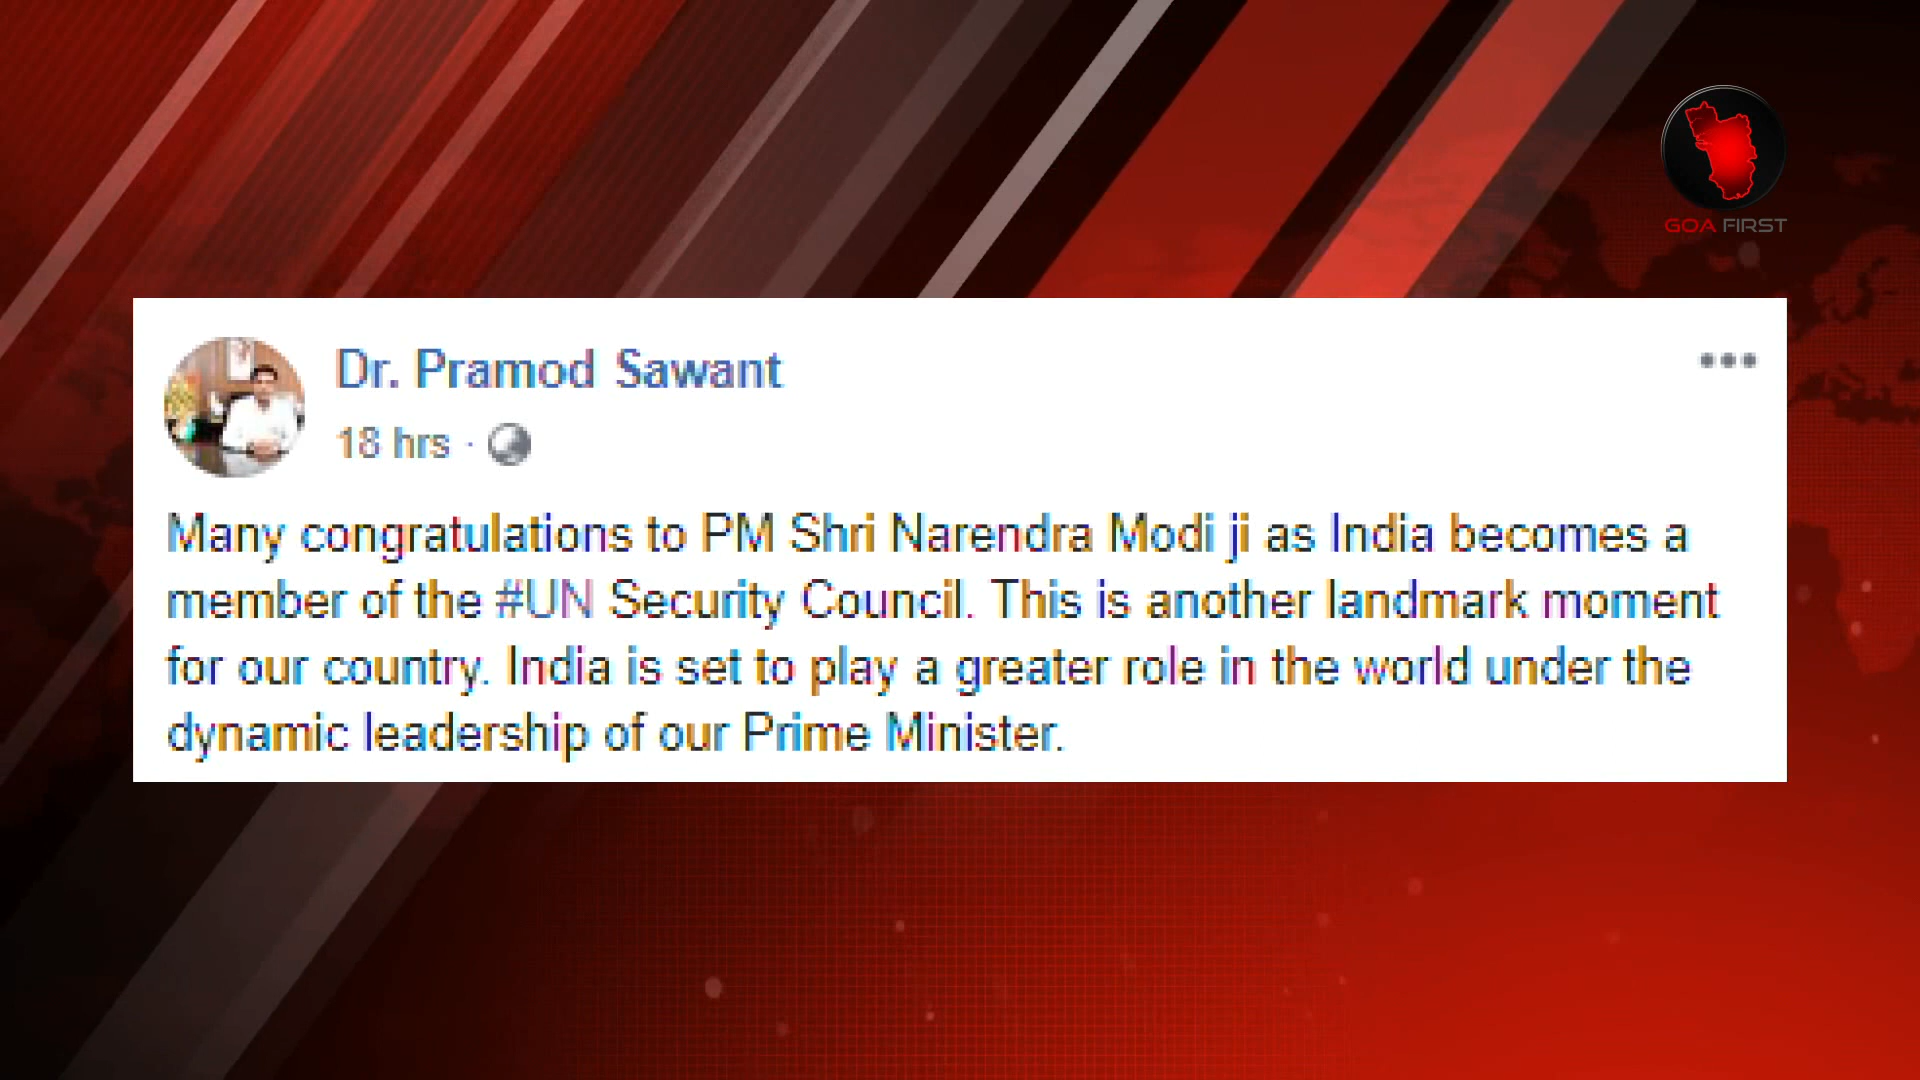 GOA FIRST
Dr. Pramod Sawant
18 hrs ·
Many congratulations to PM Shri Narendra Modi ji as India becomes a
member of the #UN Security Council. This is another landmark moment
for our country. India is set to play a greater role in the world under the
dynamic leadership of our Prime Minister.